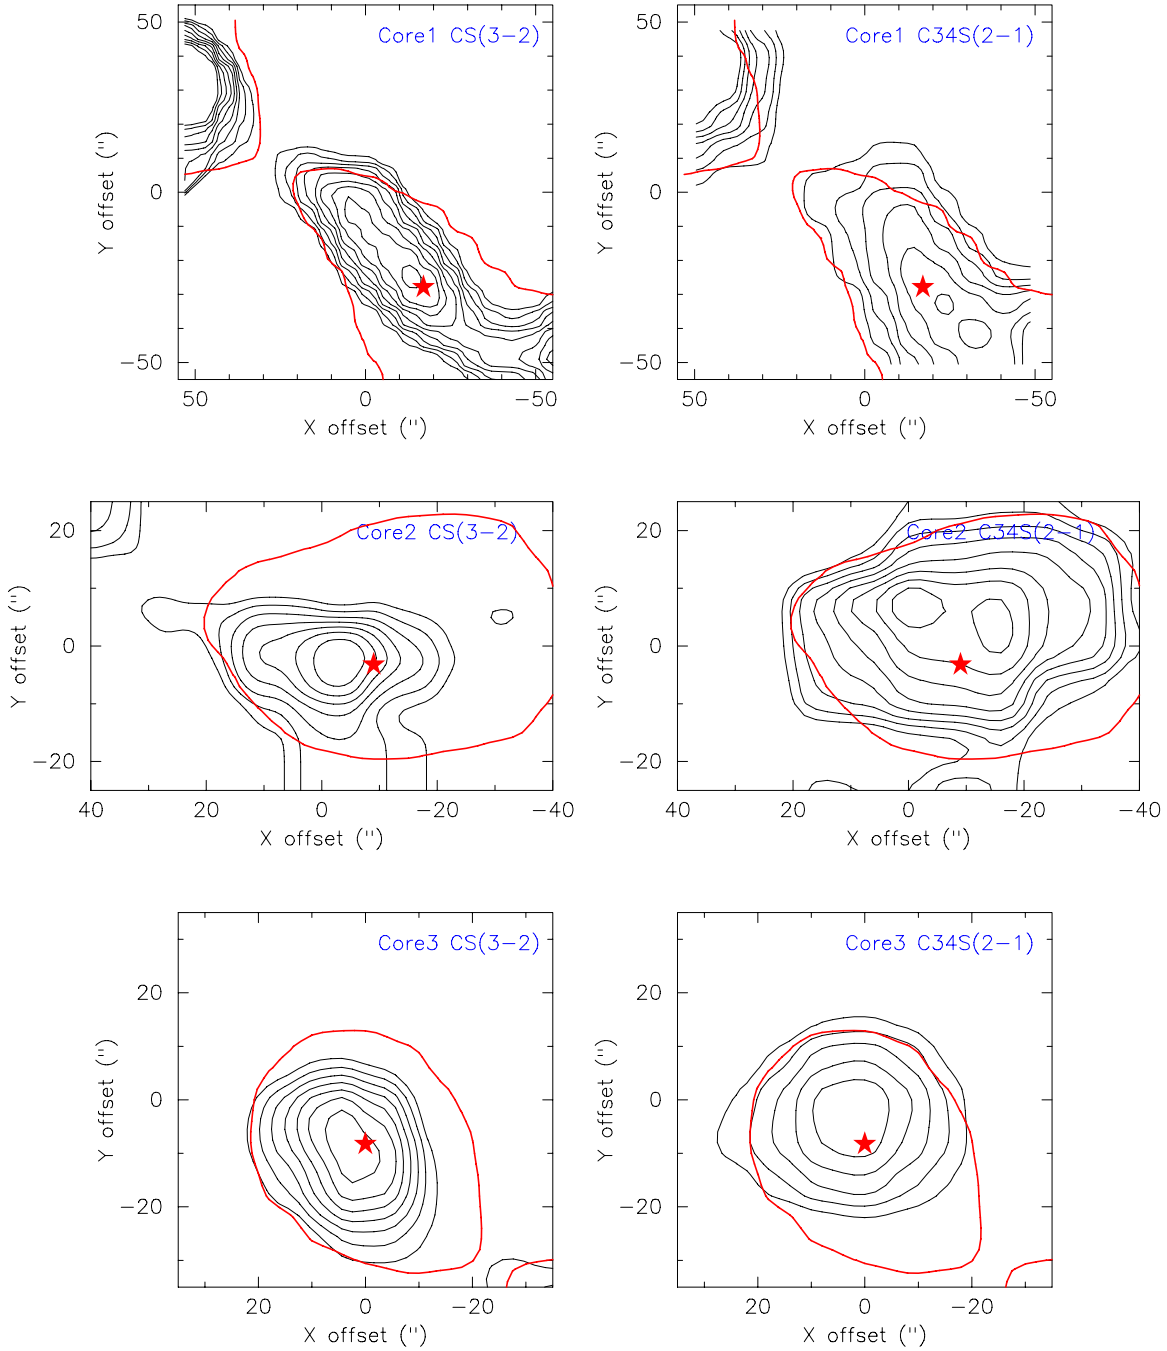 Core1 CS(3−2)
50
0
−50
Y offset (")
50
0
−50
X offset (")
Core1 C34S(2−1)
50
0
−50
Y offset (")
50
0
−50
X offset (")
Core2 CS(3−2)
20
0
−20
Y offset (")
40
20
0
−20
−40
X offset (")
Core2 C34S(2−1)
20
0
−20
Y offset (")
40
20
0
−20
−40
X offset (")
Core3 CS(3−2)
20
0
−20
Y offset (")
20
0
−20
X offset (")
Core3 C34S(2−1)
20
0
−20
Y offset (")
20
0
−20
X offset (")